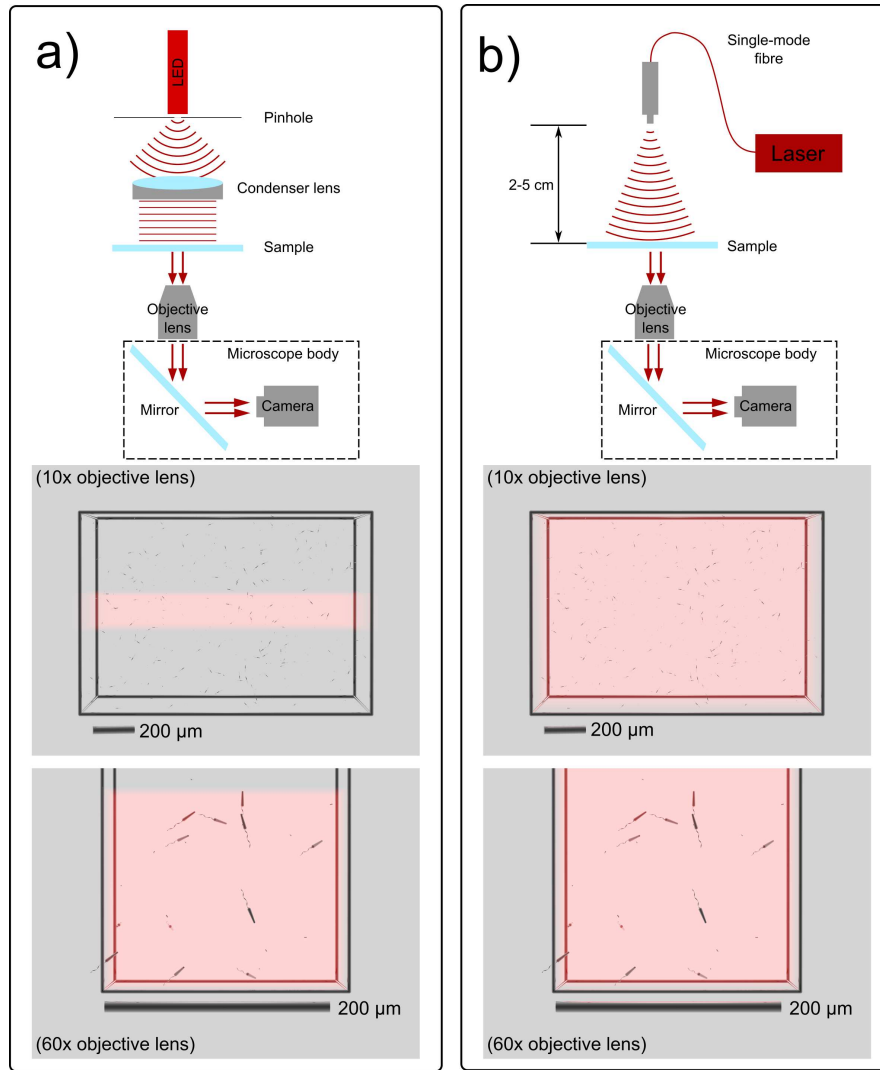 a)
LED
Pinhole
Condenser lens
Sample
Objective
lens
Microscope body
Mirror
Camera
(10x objective lens)
200 µm
200 µm
(60x objective lens)
b)
Single-mode
fibre
Laser
2-5 cm
Sample
Objective
lens
Microscope body
Mirror
Camera
(10x objective lens)
200 µm
200 µm
(60x objective lens)